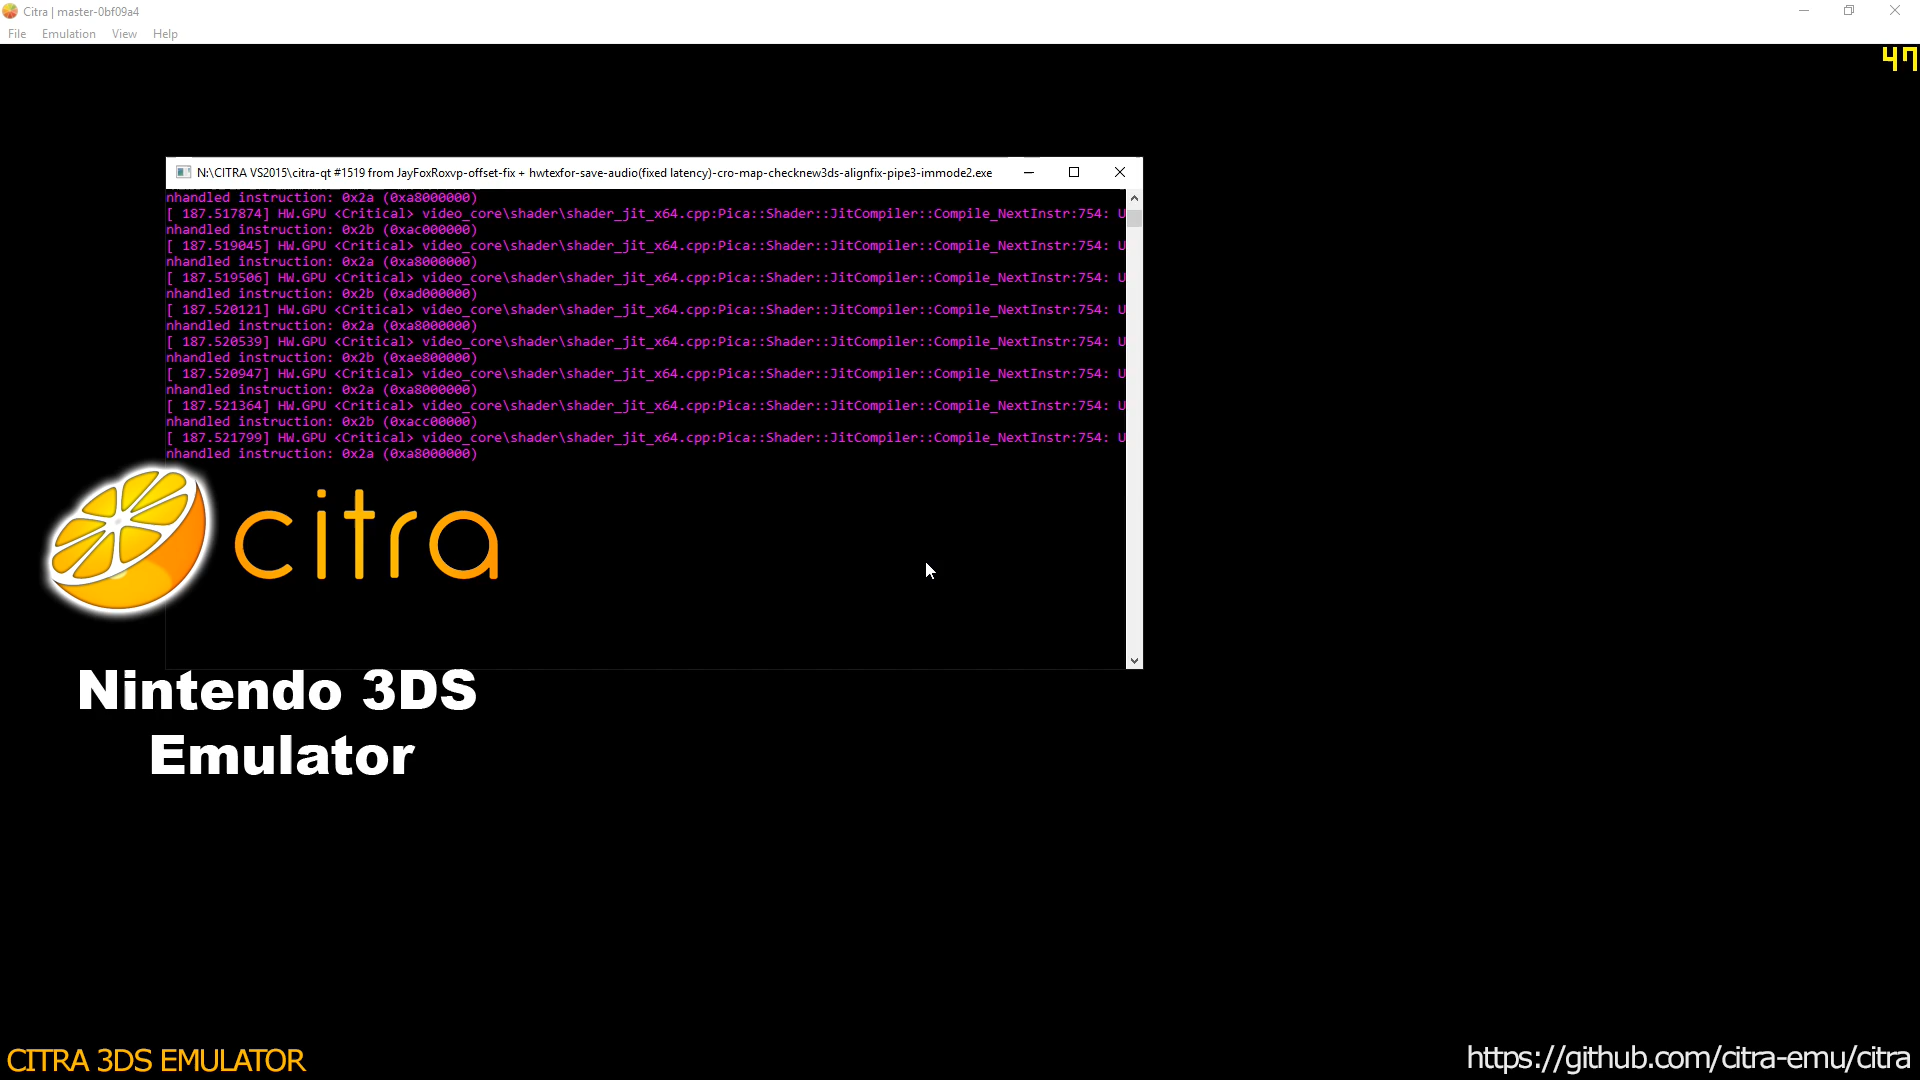 Citra | master-0bf09a4
File Emulation View Help
47
N:\CITRA VS2015\citra-qt #1519 from JayFoxRoxvp-offset-fix + hwtexfor-save-audio(fixed latency)-cro-map-checknew3ds-alignfix-pipe3-immode2.exe
nhandled instruction: 0x2a (0xa8000000)
[ 187.517874] HW.GPU <Critical> video_core\shader\shader_jit_x64.cpp:Pica::Shader::JitCompiler::Compile_NextInstr:754: U
nhandled instruction: 0x2b (0xac000000)
[ 187.519045] HW.GPU <Critical> video_core\shader\shader_jit_x64.cpp:Pica::Shader::JitCompiler::Compile_NextInstr:754: U
nhandled instruction: 0x2a (0xa8000000)
[ 187.519506] HW.GPU <Critical> video_core\shader\shader_jit_x64.cpp:Pica::Shader::JitCompiler::Compile_NextInstr:754: U
nhandled instruction: 0x2b (0xad000000)
[ 187.520121] HW.GPU <Critical> video_core\shader\shader_jit_x64.cpp:Pica::Shader::JitCompiler::Compile_NextInstr:754: U
nhandled instruction: 0x2a (0xa8000000)
[ 187.520539] HW.GPU <Critical> video_core\shader\shader_jit_x64.cpp:Pica::Shader::JitCompiler::Compile_NextInstr:754: U
nhandled instruction: 0x2b (0xae800000)
[ 187.520947] HW.GPU <Critical> video_core\shader\shader_jit_x64.cpp:Pica::Shader::JitCompiler::Compile_NextInstr:754: U
nhandled instruction: 0x2a (0xa8000000)
[ 187.521364] HW.GPU <Critical> video_core\shader\shader_jit_x64.cpp:Pica::Shader::JitCompiler::Compile_NextInstr:754: U
nhandled instruction: 0x2b (0xacc00000)
[ 187.521799] HW.GPU <Critical> video_core\shader\shader_jit_x64.cpp:Pica::Shader::JitCompiler::Compile_NextInstr:754: U
nhandled instruction: 0x2a (0xa8000000)
citra
Nintendo 3DS
Emulator
CITRA 3DS EMULATOR
https://github.com/citra-emu/citra